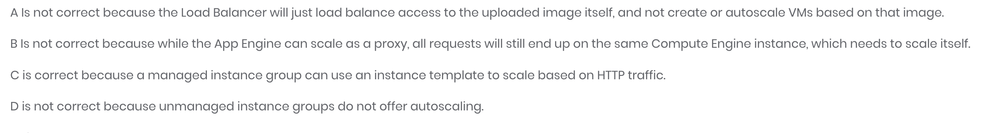 A Is not correct because the Load Balancer will just load balance access to the uploaded image itself, and not create or autoscale VMs based on that image.
B Is not correct because while the App Engine can scale as a proxy, all requests will still end up on the same Compute Engine instance, which needs to scale itself.
C is correct because a managed instance group can use an instance template to scale based on HTTP traffic.
D is not correct because unmanaged instance groups do not offer autoscaling.